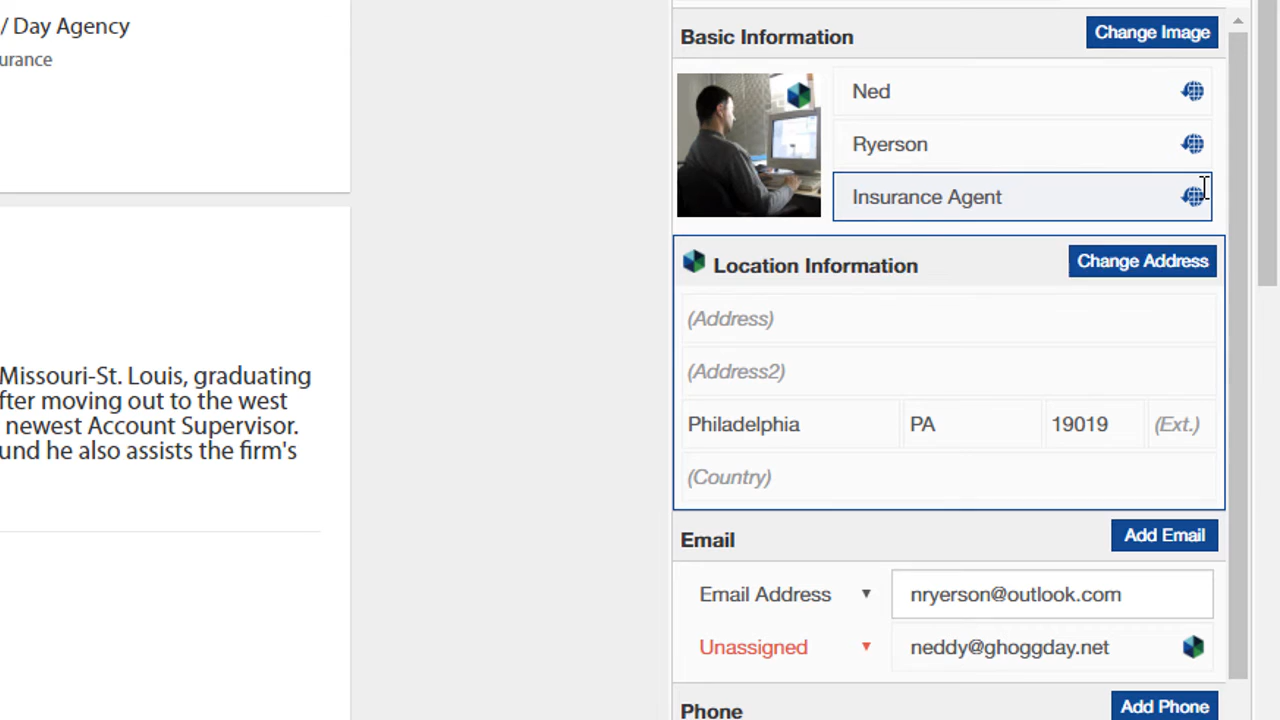 / Day Agency
urance
Missouri-St. Louis, graduating
fter moving out to the west
newest Account Supervisor.
und he also assists the firm's
Basic Information
Change Image
Ned
Ryerson
Insurance Agent
Location Information
Change Address
(Address)
(Address2)
Philadelphia PA 19019 (Ext.)
(Country)
Email
Add Email
Email Address nryerson@outlook.com
Unassigned neddy@ghoggday.net
Phone
Add Phone